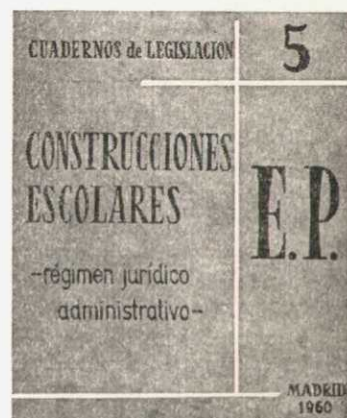 CUADERNOS de LEGISLACION
5
CONSTRUCCIONES
ESCOLARES
E.P.
-régimen jurídico
administrativo-
MADRID
1960